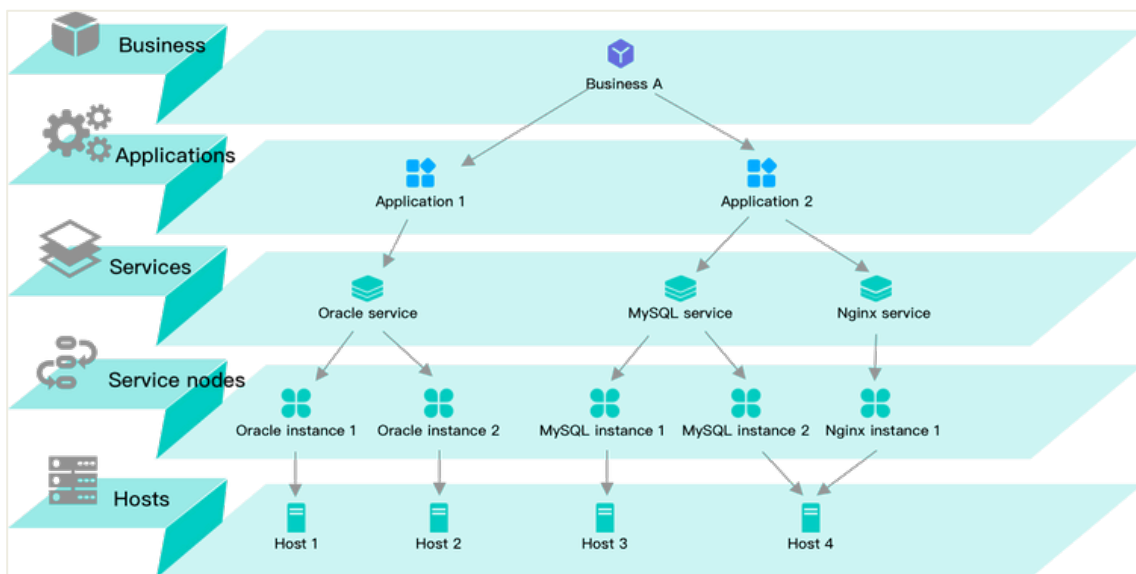 Business
Business A
Applications
Application 1
Application 2
Services
Oracle service
MySQL service
Nginx service
Service nodes
Oracle instance 1
Oracle instance 2
MySQL instance 1
MySQL instance 2
Nginx instance 1
Hosts
Host 1
Host 2
Host 3
Host 4